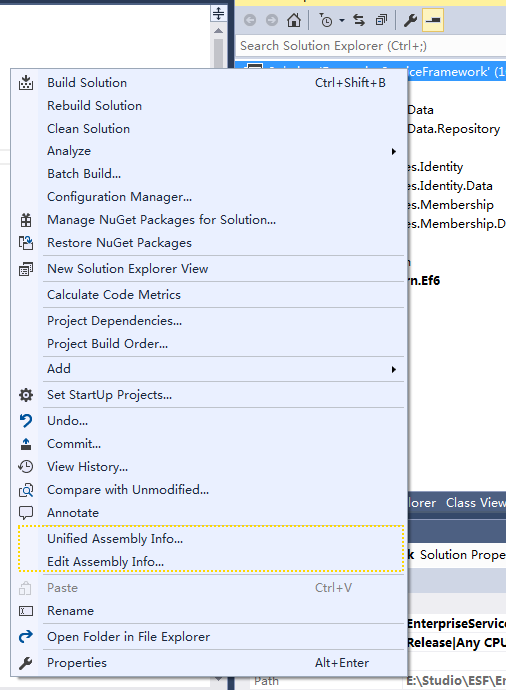 Search Solution Explorer (Ctrl+;)
ServiceFramework' (1
Build Solution Ctrl+Shift+B
Rebuild Solution
Clean Solution
Analyze
Batch Build...
Configuration Manager...
Manage NuGet Packages for Solution...
Restore NuGet Packages
New Solution Explorer View
Calculate Code Metrics
Project Dependencies...
Project Build Order...
Add
Set StartUp Projects...
Undo...
Commit...
View History...
Compare with Unmodified...
Annotate
Unified Assembly Info...
Edit Assembly Info...
Paste Ctrl+V
Rename
Open Folder in File Explorer
Properties Alt+Enter
Data
Data.Repository
es.Identity
es.Identity.Data
es.Membership
es.Membership.D
n
rn.Ef6
lorer Class View
k Solution Prope
EnterpriseServic
Release|Any CPU
Path E:\Studio\ESF\En